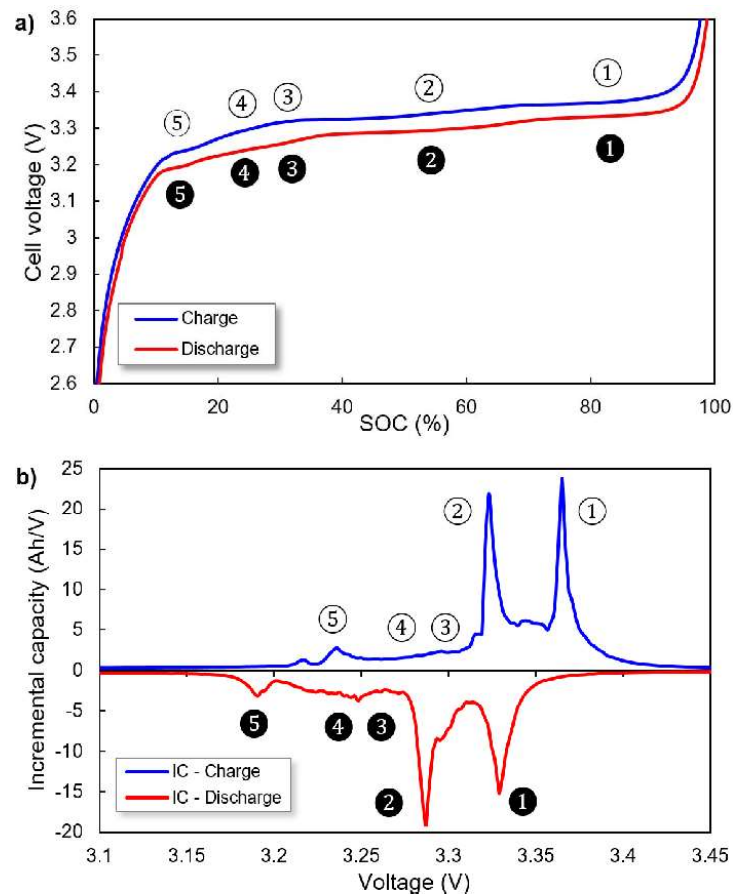 a)
3.6
3.5
3.4
3.3
3.2
3.1
3
2.9
2.8
2.7
2.6
Cell voltage (V)
① ② ③ ④ ⑤
❶ ❷ ❸ ❹ ❺
Charge
Discharge
0 20 40 60 80 100
SOC (%)
b)
25
20
15
10
5
0
-5
-10
-15
-20
Incremental capacity (Ah/V)
⑤ ④ ③ ② ①
❺ ❹ ❸ ❷ ❶
IC - Charge
IC - Discharge
3.1 3.15 3.2 3.25 3.3 3.35 3.4 3.45
Voltage (V)